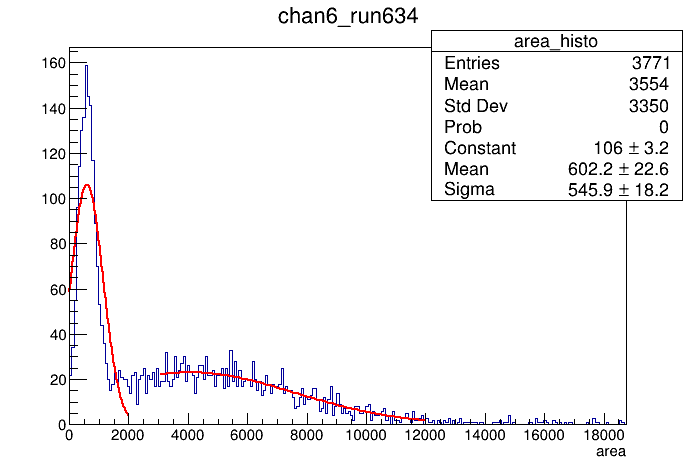 chan6_run634
area_histo
Entries 3771
Mean 3554
Std Dev 3350
Prob 0
Constant 106 ± 3.2
Mean 602.2 ± 22.6
Sigma 545.9 ± 18.2
160
140
120
100
80
60
40
20
0
0 2000 4000 6000 8000 10000 12000 14000 16000 18000
area